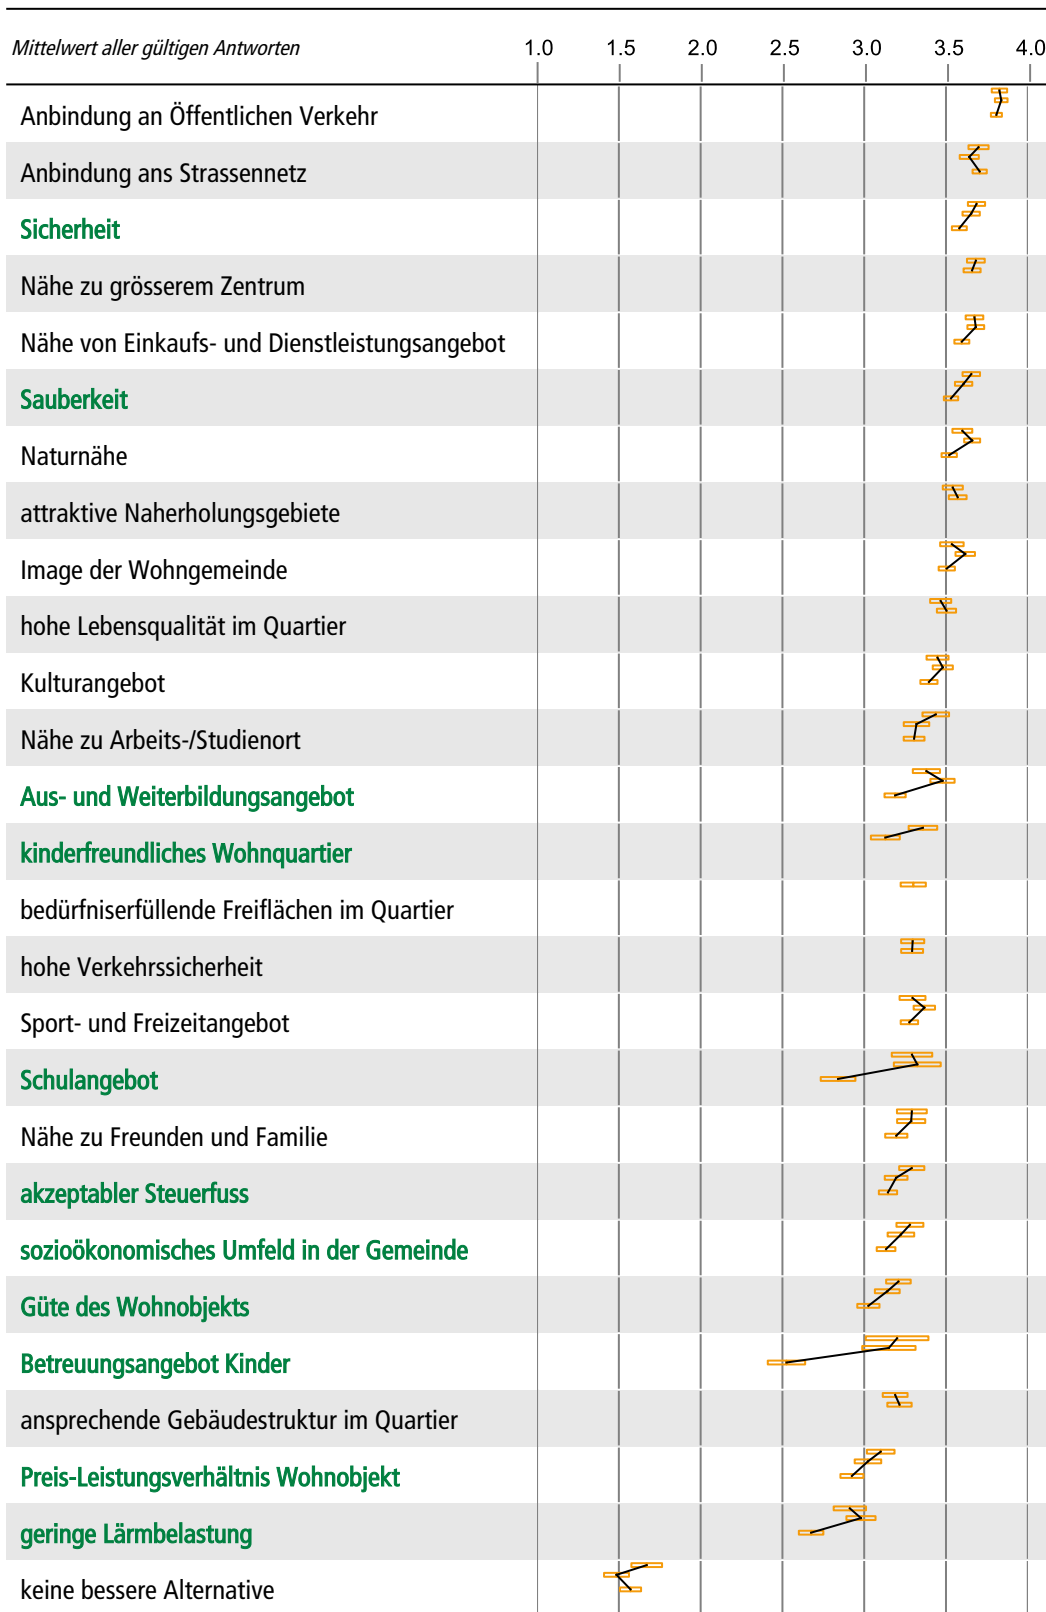 Mittelwert aller gültigen Antworten 1.0 1.5 2.0 2.5 3.0 3.5 4.0
Anbindung an Öffentlichen Verkehr
Anbindung ans Strassennetz
Sicherheit
Nähe zu grösserem Zentrum
Nähe von Einkaufs- und Dienstleistungsangebot
Sauberkeit
Naturnähe
attraktive Naherholungsgebiete
Image der Wohngemeinde
hohe Lebensqualität im Quartier
Kulturangebot
Nähe zu Arbeits-/Studienort
Aus- und Weiterbildungsangebot
kinderfreundliches Wohnquartier
bedürfniserfüllende Freiflächen im Quartier
hohe Verkehrssicherheit
Sport- und Freizeitangebot
Schulangebot
Nähe zu Freunden und Familie
akzeptabler Steuerfuss
sozioökonomisches Umfeld in der Gemeinde
Güte des Wohnobjekts
Betreuungsangebot Kinder
ansprechende Gebäudestruktur im Quartier
Preis-Leistungsverhältnis Wohnobjekt
geringe Lärmbelastung
keine bessere Alternative